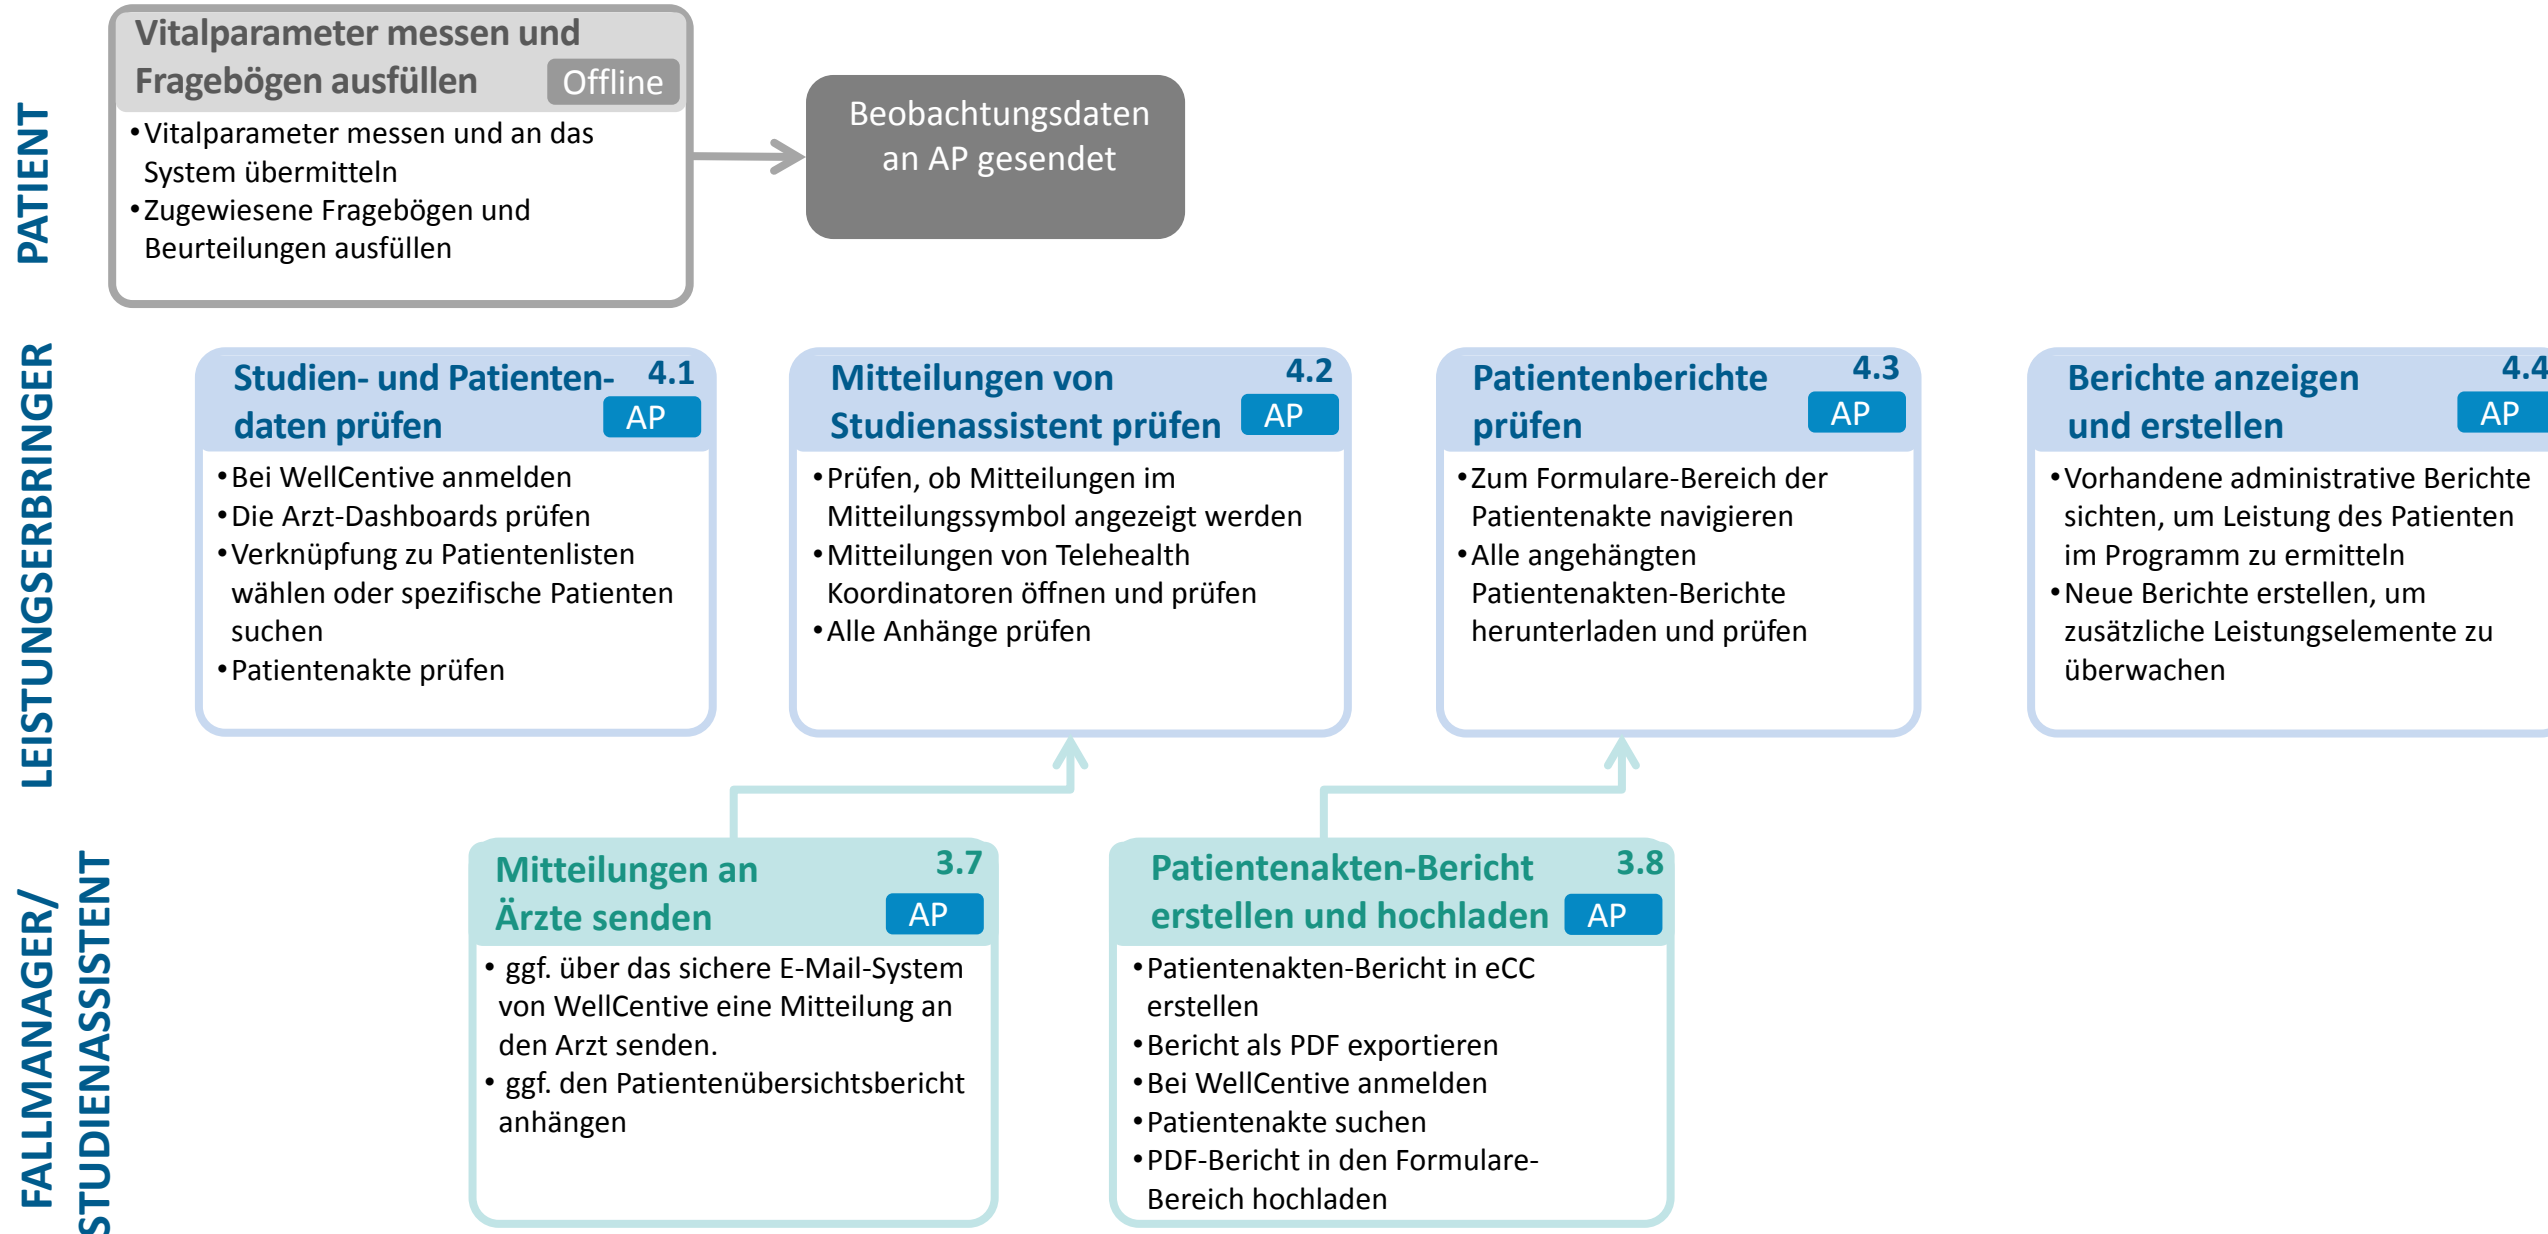 PATIENT
Vitalparameter messen und
Fragebögen ausfüllen
Offline
•Vitalparameter messen und an das
System übermitteln
•Zugewiesene Fragebögen und
Beurteilungen ausfüllen
Beobachtungsdaten
an AP gesendet
LEISTUNGSERBRINGER
Studien- und Patienten-
daten prüfen
4.1
AP
•Bei WellCentive anmelden
•Die Arzt-Dashboards prüfen
•Verknüpfung zu Patientenlisten
wählen oder spezifische Patienten
suchen
•Patientenakte prüfen
Mitteilungen von
Studienassistent prüfen
4.2
AP
•Prüfen, ob Mitteilungen im
Mitteilungssymbol angezeigt werden
•Mitteilungen von Telehealth
Koordinatoren öffnen und prüfen
•Alle Anhänge prüfen
Patientenberichte
prüfen
4.3
AP
•Zum Formulare-Bereich der
Patientenakte navigieren
•Alle angehängten
Patientenakten-Berichte
herunterladen und prüfen
Berichte anzeigen
und erstellen
4.4
AP
•Vorhandene administrative Berichte
sichten, um Leistung des Patienten
im Programm zu ermitteln
•Neue Berichte erstellen, um
zusätzliche Leistungselemente zu
überwachen
FALLMANAGER/
STUDIENASSISTENT
Mitteilungen an
Ärzte senden
3.7
AP
• ggf. über das sichere E-Mail-System
von WellCentive eine Mitteilung an
den Arzt senden.
• ggf. den Patientenübersichtsbericht
anhängen
Patientenakten-Bericht
erstellen und hochladen
3.8
AP
•Patientenakten-Bericht in eCC
erstellen
•Bericht als PDF exportieren
•Bei WellCentive anmelden
•Patientenakte suchen
•PDF-Bericht in den Formulare-
Bereich hochladen